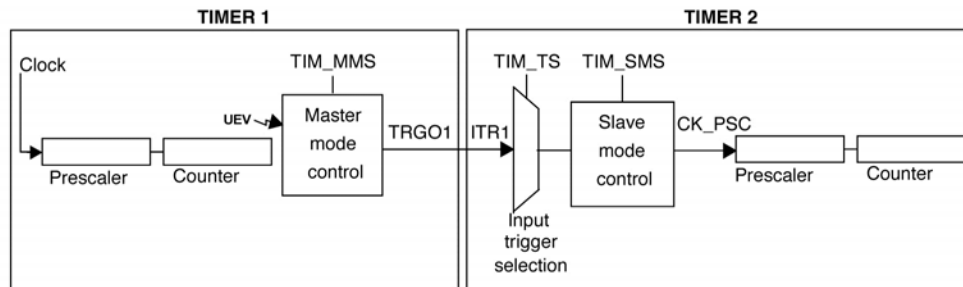 TIMER 1
TIMER 2
Clock
TIM_MMS
TIM_TS
TIM_SMS
UEV
Master
mode
control
TRGO1
ITR1
Slave
mode
control
CK_PSC
Prescaler
Counter
Prescaler
Counter
Input
trigger
selection